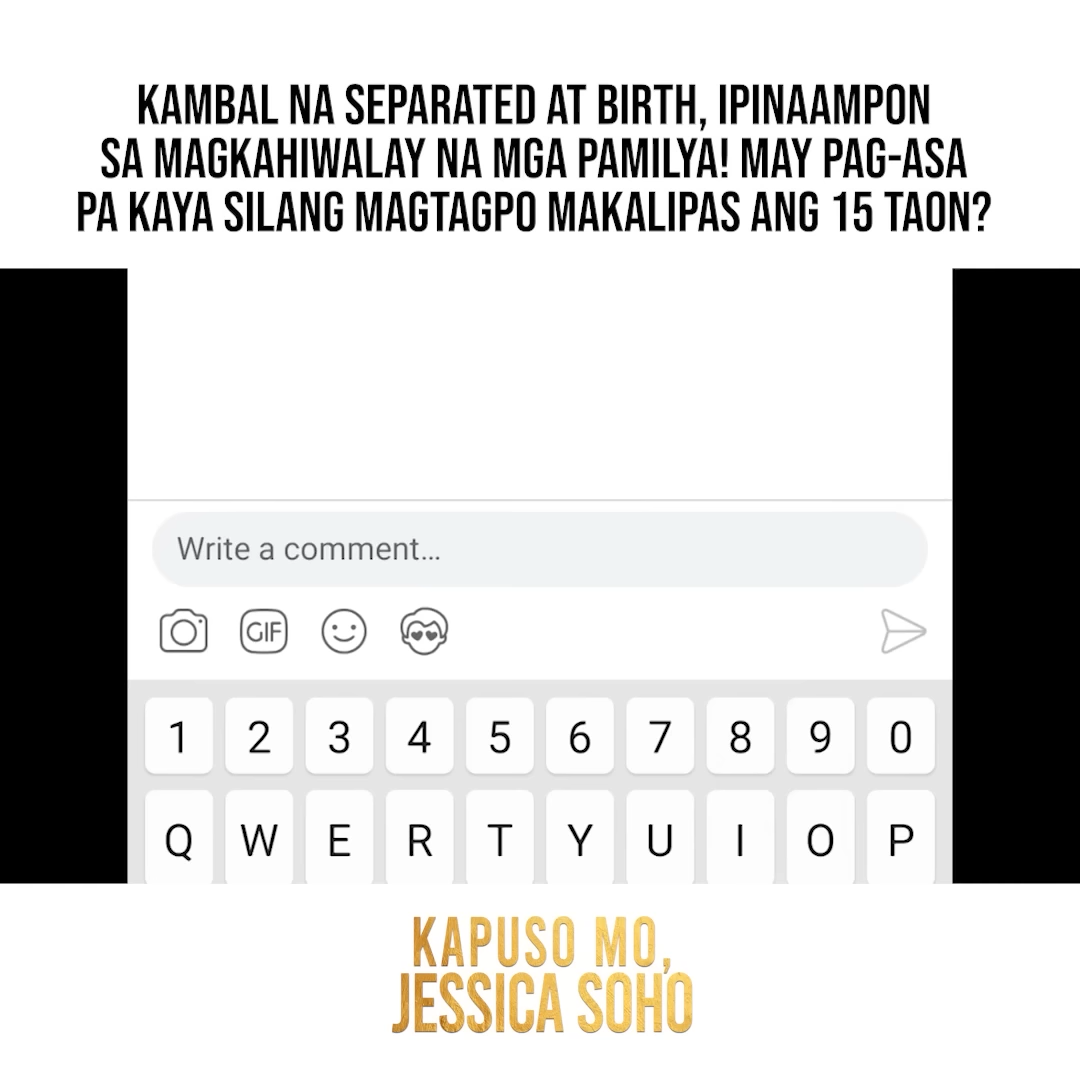 KAMBAL NA SEPARATED AT BIRTH, IPINAAMPON
SA MAGKAHIWALAY NA MGA PAMILYA! MAY PAG-ASA
PA KAYA SILANG MAGTAGPO MAKALIPAS ANG 15 TAON?
Write a comment...
GIF
1 2 3 4 5 6 7 8 9 0
Q W E R T Y U I O P
KAPUSO MO,
JESSICA SOHO